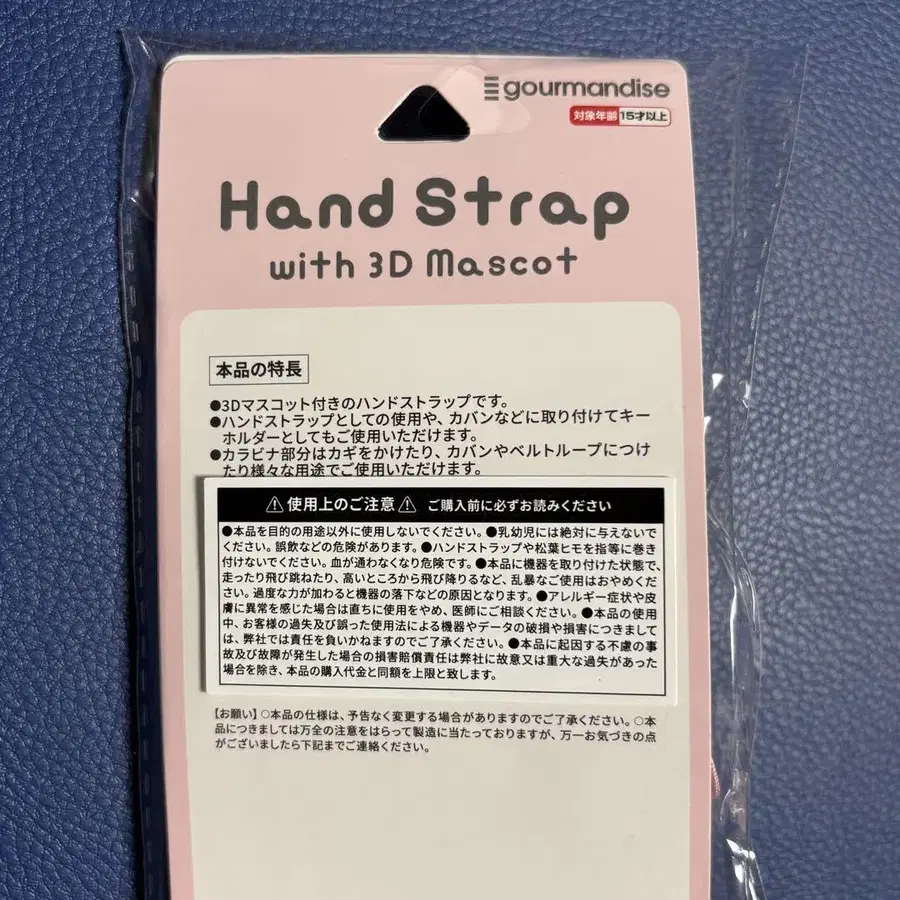 gourmandise
対象年齢 15才以上
Hand Strap
with 3D Mascot
本品の特長
●3Dマスコット付きのハンドストラップです。
●ハンドストラップとしての使用や、カバンなどに取り付けてキー
ホルダーとしてもご使用いただけます。
●カラビナ部分はカギをかけたり、カバンやベルトループにつけ
たり様々な用途でご使用いただけます。
⚠使用上のご注意⚠ ご購入前に必ずお読みください
●本品を目的の用途以外に使用しないでください。●乳幼児には絶対に与えないで
ください。誤飲などの危険があります。●ハンドストラップや松葉ヒモを指等に巻き
付けないでください。血が通わなくなり危険です。●本品に機器を取り付けた状態で、
走ったり飛び跳ねたり、高いところから飛び降りるなど、乱暴なご使用はおやめくだ
さい。過度な力が加わると機器の落下などの原因となります。●アレルギー症状や皮
膚に異常を感じた場合は直ちに使用をやめ、医師にご相談ください。●本品の使用
中、お客様の過失及び誤った使用法による機器やデータの破損や損害につきまして
は、弊社では責任を負いかねますのでご了承ください。●本品に起因する不慮の事
故及び故障が発生した場合の損害賠償責任は弊社に故意又は重大な過失があった
場合を除き、本品の購入代金と同額を上限と致します。
【お願い】○本品の仕様は、予告なく変更する場合がありますのでご了承ください。○本
品につきましては万全の注意をはらって製造に当たっておりますが、万一お気づきの点
がございましたら下記までご連絡ください。